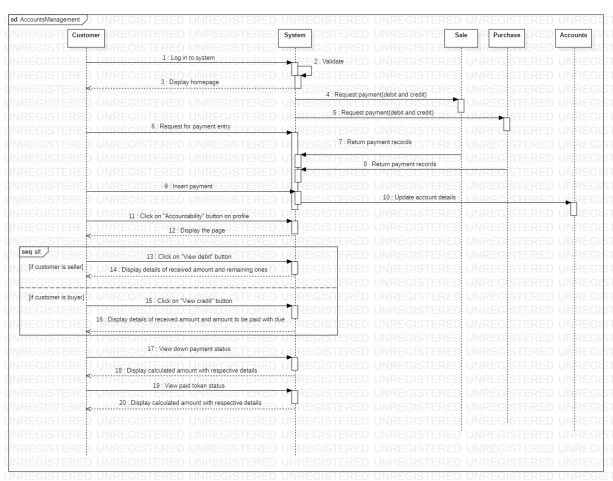 sd AccountsManagement
Customer
System
Sale
Purchase
Accounts
1 : Log in to system
2 : Validate
3 : Display homepage
4 : Request payment(debit and credit)
5 : Request payment(debit and credit)
6 : Request for payment entry
7 : Return payment records
8 : Return payment records
9 : Insert payment
10 : Update account details
11 : Click on "Accountability" button on profile
12 : Display the page
seq alt
13 : Click on "View debit" button
[if customer is seller]
14 : Display details of received amount and remaining ones
[if customer is buyer]
15 : Click on "View credit" button
16 : Display details of received amount and amount to be paid with due
17 : View down payment status
18 : Display calculated amount with respective details
19 : View paid token status
20 : Display calculated amount with respective details
UNREGISTERED